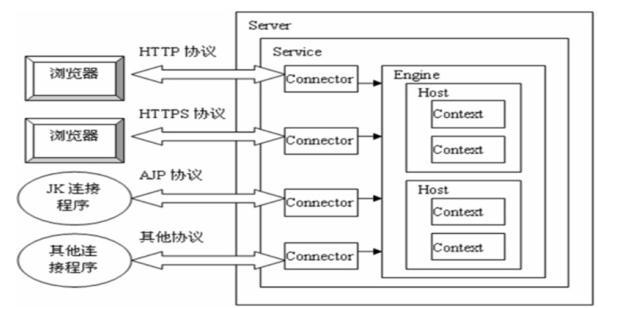 Server
Service
HTTP 协议
浏览器
Connector
Engine
Host
Context
Context
HTTPS 协议
浏览器
Connector
AJP 协议
JK 连接
程序
Connector
Host
Context
Context
其他协议
其他连
接程序
Connector